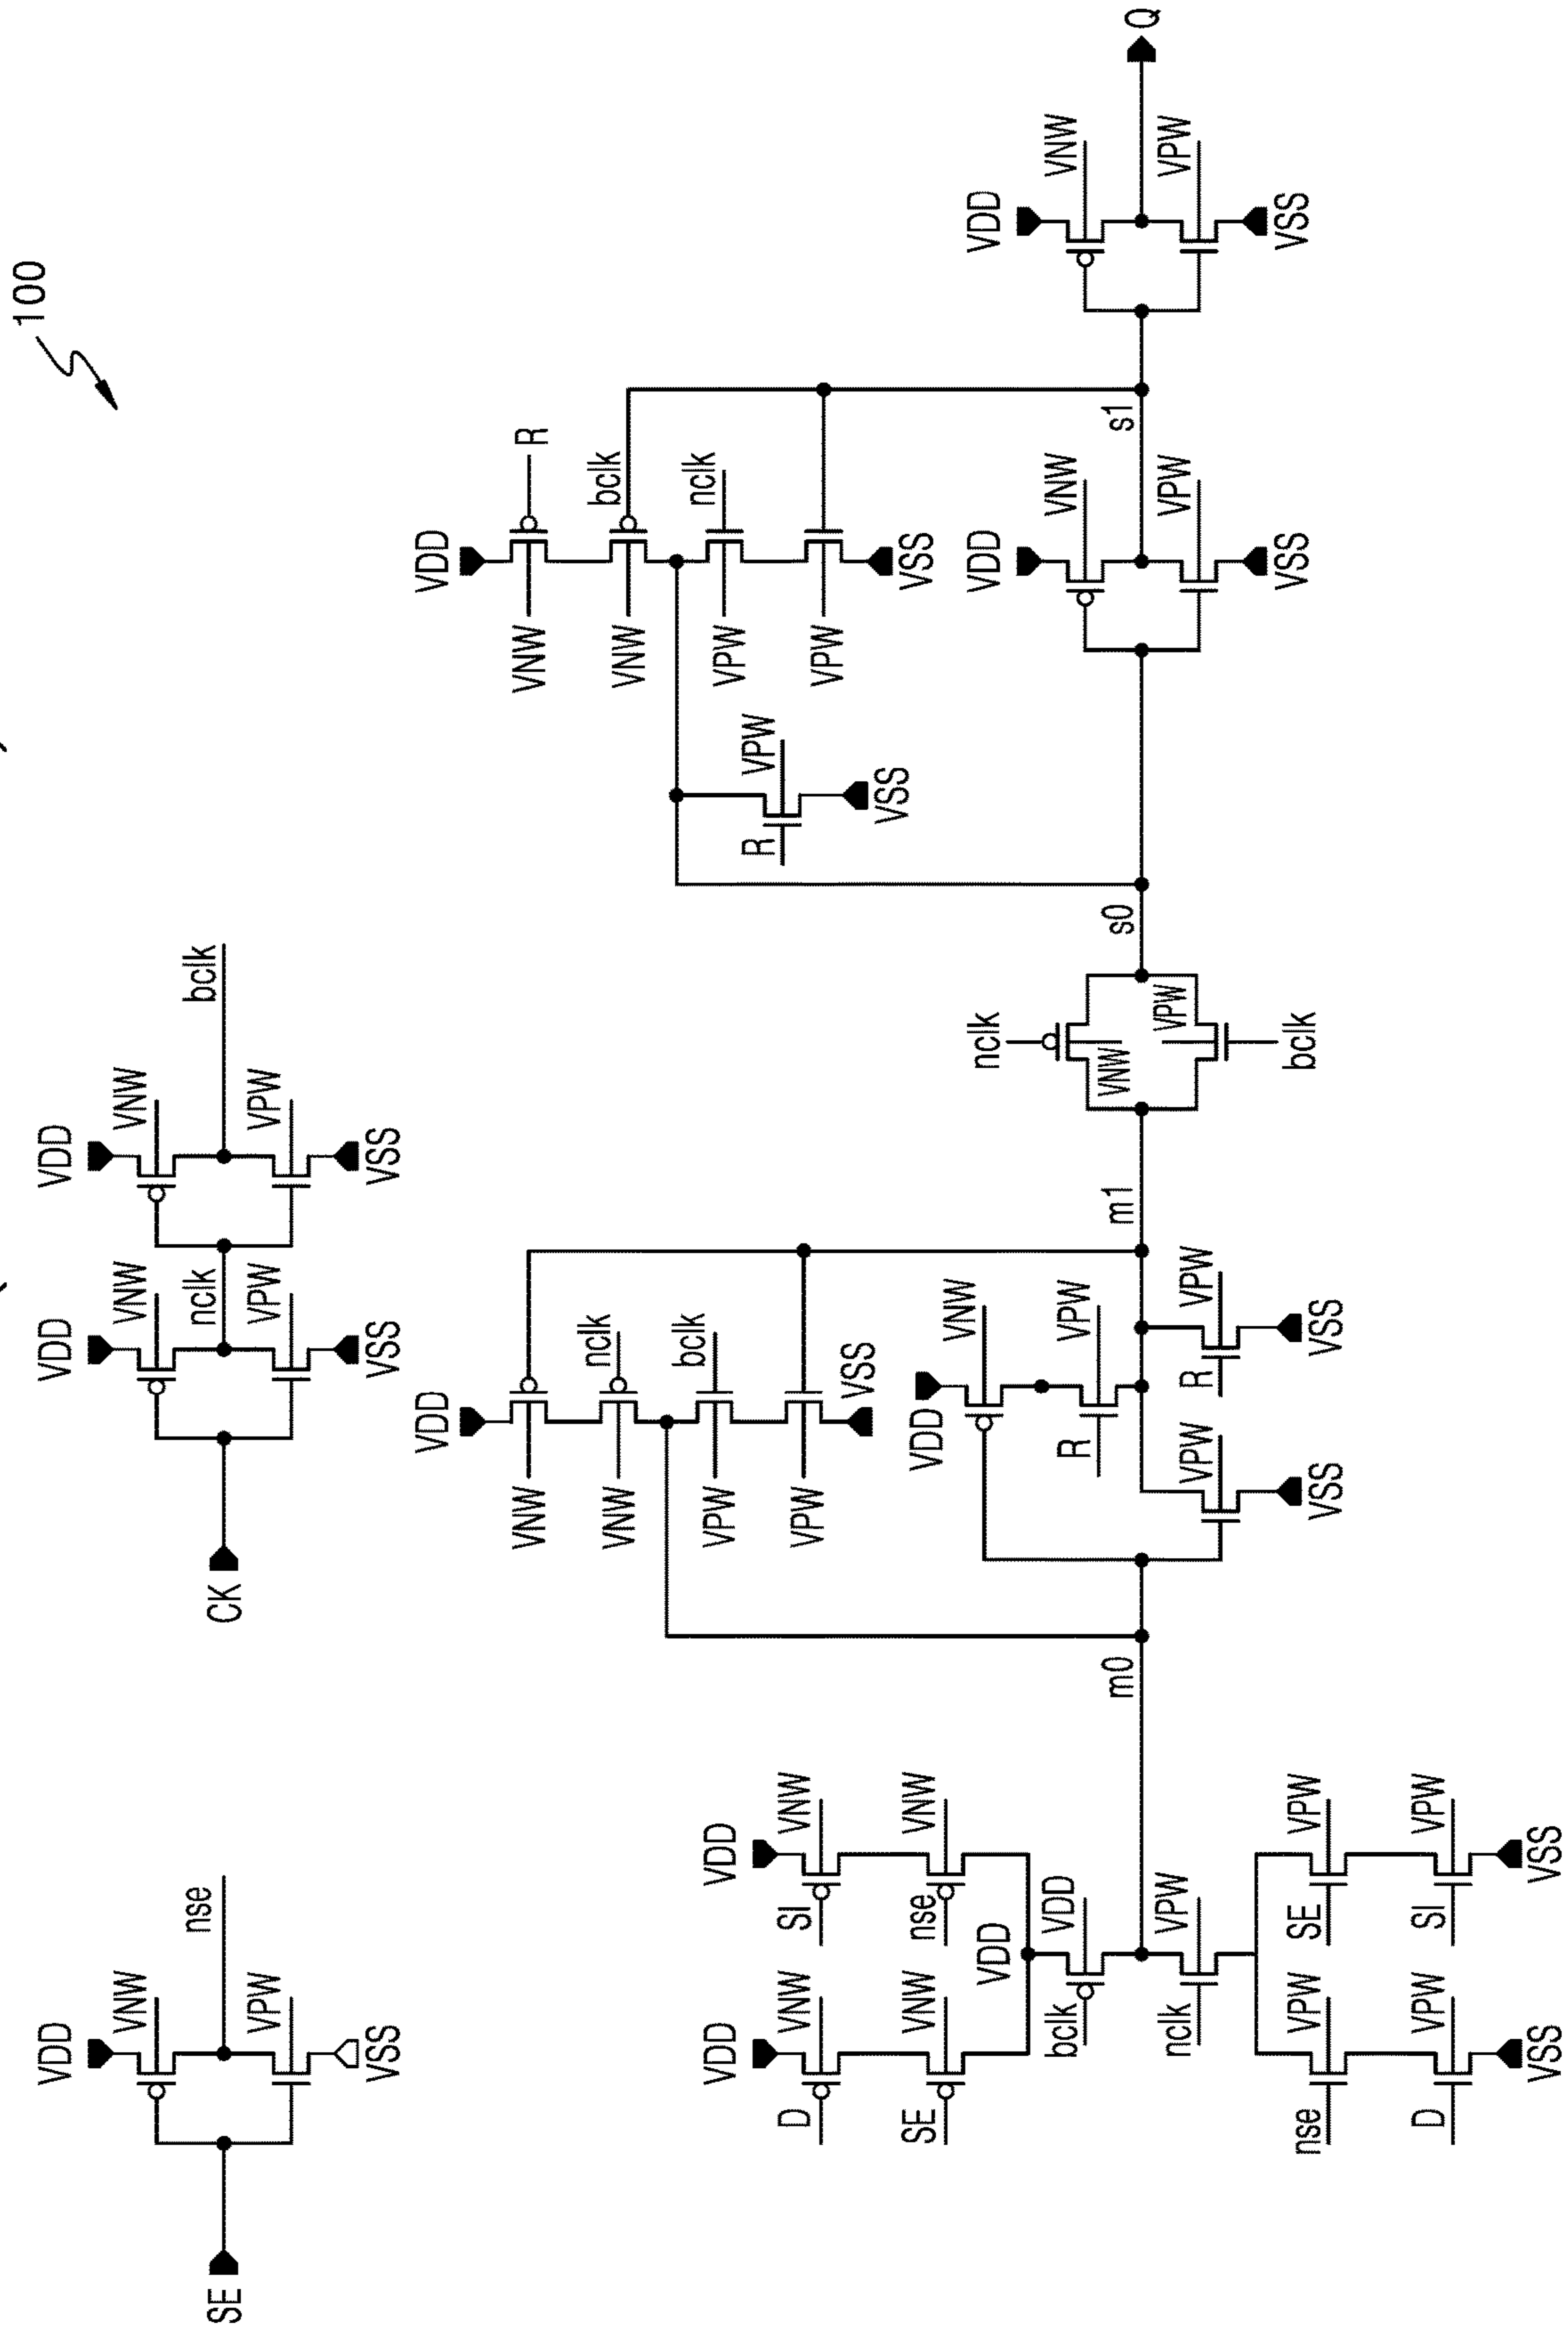 100
SE
VDD
VNW
nse
VPW
VSS
CK
VDD
VNW
nclk
VPW
VSS
VDD
VNW
bclk
VPW
VSS
VDD
VNW
VNW
nclk
VPW
bclk
VPW
VSS
VDD
VNW
R
VNW
bclk
VPW
nclk
VPW
VSS
R
VPW
VSS
VDD
D
VNW
SE
VNW
VDD
SI
VNW
nse
VNW
VDD
bclk
VDD
nclk
VPW
nse
VPW
D
VPW
VSS
SE
VPW
SI
VPW
VSS
m0
VDD
VNW
R
VPW
VPW
VSS
R
VPW
VSS
m1
nclk
VNW
VPW
bclk
s0
VDD
VNW
VPW
VSS
s1
VDD
VNW
VPW
VSS
Q